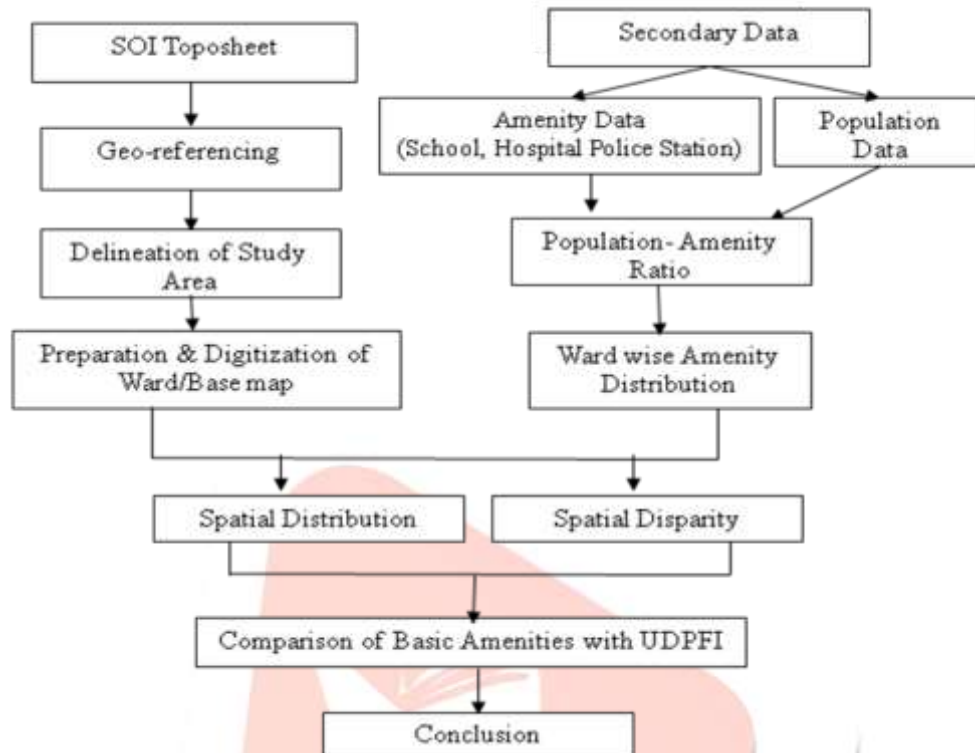 SOI Toposheet
Secondary Data
Amenity Data
(School, Hospital Police Station)
Population
Data
Geo-referencing
Delineation of Study
Area
Population- Amenity
Ratio
Preparation & Digitization of
Ward/Base map
Ward wise Amenity
Distribution
Spatial Distribution
Spatial Disparity
Comparison of Basic Amenities with UDPFI
Conclusion